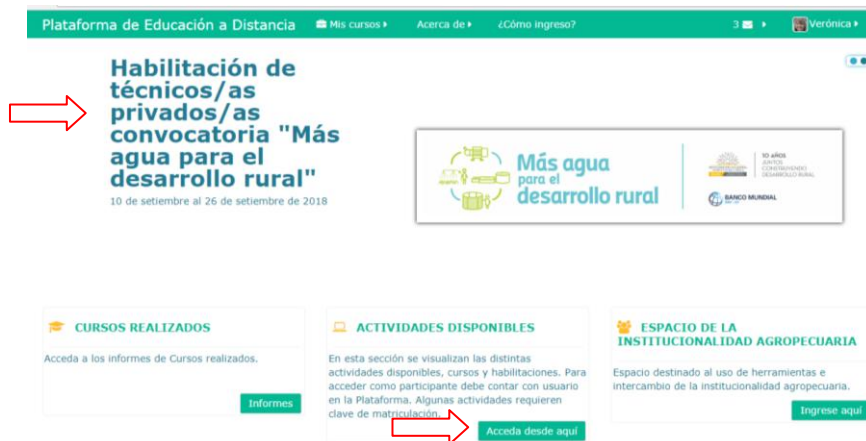 Plataforma de Educación a Distancia Mis cursos Acerca de ¿Cómo ingreso? 3 Verónica
Habilitación de
técnicos/as
privados/as
convocatoria "Más
agua para el
desarrollo rural"
10 de setiembre al 26 de setiembre de 2018
Más agua
para el
desarrollo rural
10 años
JUNTOS
CONSTRUYENDO
DESARROLLO RURAL
BANCO MUNDIAL
CURSOS REALIZADOS
Acceda a los informes de Cursos realizados.
Informes
ACTIVIDADES DISPONIBLES
En esta sección se visualizan las distintas
actividades disponibles, cursos y habilitaciones. Para
acceder como participante debe contar con usuario
en la Plataforma. Algunas actividades requieren
clave de matriculación.
Acceda desde aquí
ESPACIO DE LA
INSTITUCIONALIDAD AGROPECUARIA
Espacio destinado al uso de herramientas e
intercambio de la institucionalidad agropecuaria.
Ingrese aquí